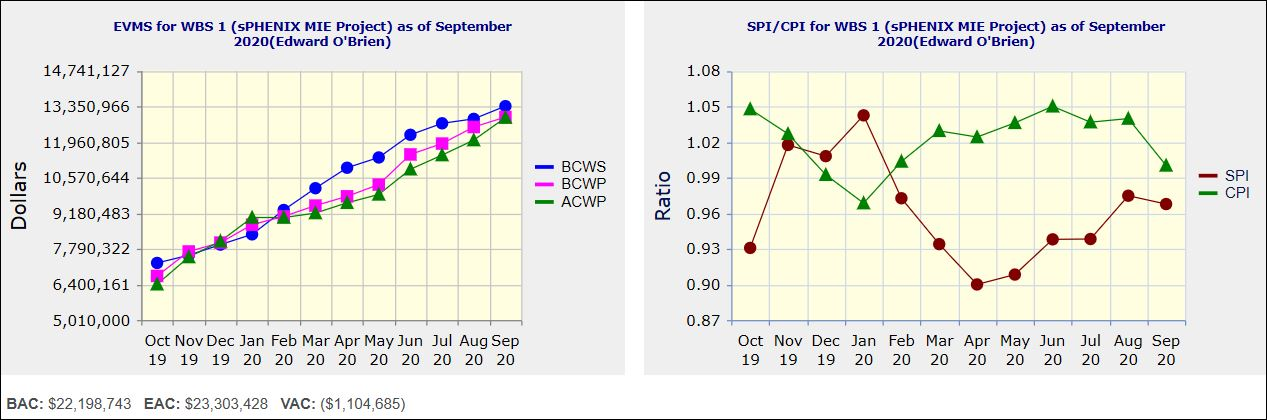 EVMS for WBS 1 (sPHENIX MIE Project) as of September
2020(Edward O'Brien)
14,741,127
13,350,966
11,960,805
10,570,644
9,180,483
7,790,322
6,400,161
5,010,000
Dollars
Oct Nov Dec Jan Feb Mar Apr May Jun Jul Aug Sep
19 19 19 20 20 20 20 20 20 20 20 20
BCWS
BCWP
ACWP
SPI/CPI for WBS 1 (sPHENIX MIE Project) as of September
2020(Edward O'Brien)
1.08
1.05
1.02
0.99
0.96
0.93
0.90
0.87
Ratio
Oct Nov Dec Jan Feb Mar Apr May Jun Jul Aug Sep
19 19 19 20 20 20 20 20 20 20 20 20
SPI
CPI
BAC: $22,198,743 EAC: $23,303,428 VAC: ($1,104,685)